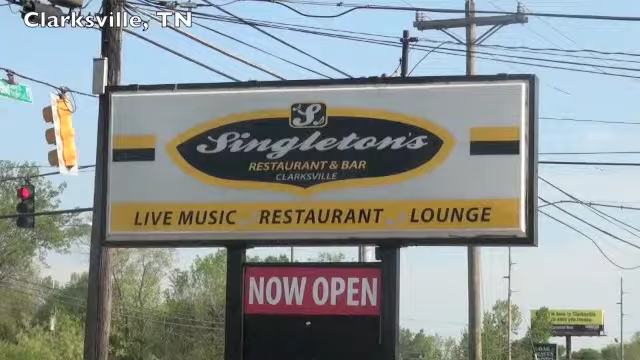 Clarksville, TN
S.
Singleton's
RESTAURANT & BAR
CLARKSVILLE
LIVE MUSIC RESTAURANT LOUNGE
NOW OPEN